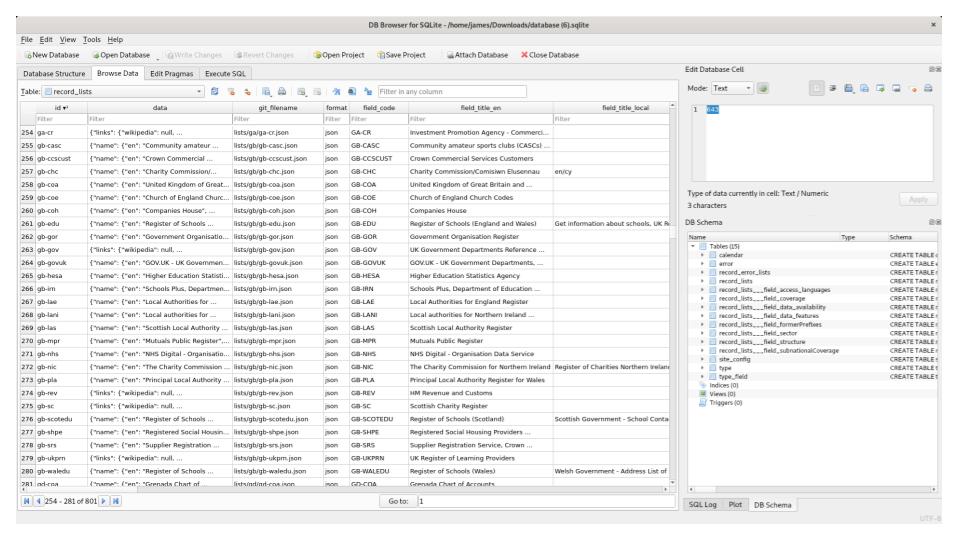 DB Browser for SQLite - /home/james/Downloads/database (6).sqlite
File Edit View Tools Help
New Database Open Database Write Changes Revert Changes Open Project Save Project Attach Database Close Database
Database Structure Browse Data Edit Pragmas Execute SQL
Table: record_lists Filter in any column
id data git_filename format field_code field_title_en field_title_local
Filter Filter Filter Filter Filter Filter Filter
254 ga-cr {"links": {"wikipedia": null, ... lists/ga/ga-cr.json json GA-CR Investment Promotion Agency - Commerci...
255 gb-casc {"name": {"en": "Community amateur ... lists/gb/gb-casc.json json GB-CASC Community amateur sports clubs (CASCs) ...
256 gb-ccscust {"name": {"en": "Crown Commercial ... lists/gb/gb-ccscust.json json GB-CCSCUST Crown Commercial Services Customers
257 gb-chc {"name": {"en": "Charity Commission/... lists/gb/gb-chc.json json GB-CHC Charity Commission/Comisiwn Elusennau en/cy
258 gb-coa {"name": {"en": "United Kingdom of Great... lists/gb/gb-coa.json json GB-COA United Kingdom of Great Britain and ...
259 gb-coe {"name": {"en": "Church of England Churc... lists/gb/gb-coe.json json GB-COE Church of England Church Codes
260 gb-coh {"name": {"en": "Companies House", ... lists/gb/gb-coh.json json GB-COH Companies House
261 gb-edu {"name": {"en": "Register of Schools ... lists/gb/gb-edu.json json GB-EDU Register of Schools (England and Wales) Get information about schools, UK R
262 gb-gor {"name": {"en": "Government Organisatio... lists/gb/gb-gor.json json GB-GOR Government Organisation Register
263 gb-gov {"links": {"wikipedia": null, ... lists/gb/gb-gov.json json GB-GOV UK Government Departments Reference ...
264 gb-govuk {"name": {"en": "GOV.UK - UK Governmen... lists/gb/gb-govuk.json json GB-GOVUK GOV.UK - UK Government Departments, ...
265 gb-hesa {"name": {"en": "Higher Education Statisti... lists/gb/gb-hesa.json json GB-HESA Higher Education Statistics Agency
266 gb-irn {"name": {"en": "Schools Plus, Departmen... lists/gb/gb-irn.json json GB-IRN Schools Plus, Department of Education ...
267 gb-lae {"name": {"en": "Local Authorities for ... lists/gb/gb-lae.json json GB-LAE Local Authorities for England Register
268 gb-lani {"name": {"en": "Local authorities for ... lists/gb/gb-lani.json json GB-LANI Local authorities for Northern Ireland ...
269 gb-las {"name": {"en": "Scottish Local Authority ... lists/gb/gb-las.json json GB-LAS Scottish Local Authority Register
270 gb-mpr {"name": {"en": "Mutuals Public Register",... lists/gb/gb-mpr.json json GB-MPR Mutuals Public Register
271 gb-nhs {"name": {"en": "NHS Digital - Organisatio... lists/gb/gb-nhs.json json GB-NHS NHS Digital - Organisation Data Service
272 gb-nic {"name": {"en": "The Charity Commission ... lists/gb/gb-nic.json json GB-NIC The Charity Commission for Northern Ireland Register of Charities Northern Irelan
273 gb-pla {"name": {"en": "Principal Local Authority ... lists/gb/gb-pla.json json GB-PLA Principal Local Authority Register for Wales
274 gb-rev {"links": {"wikipedia": null, ... lists/gb/gb-rev.json json GB-REV HM Revenue and Customs
275 gb-sc {"links": {"wikipedia": null, ... lists/gb/gb-sc.json json GB-SC Scottish Charity Register
276 gb-scotedu {"name": {"en": "Register of Schools ... lists/gb/gb-scotedu.json json GB-SCOTEDU Register of Schools (Scotland) Scottish Government - School Conta
277 gb-shpe {"name": {"en": "Registered Social Housin... lists/gb/gb-shpe.json json GB-SHPE Registered Social Housing Providers ...
278 gb-srs {"name": {"en": "Supplier Registration ... lists/gb/gb-srs.json json GB-SRS Supplier Registration Service, Crown ...
279 gb-ukprn {"links": {"wikipedia": null, ... lists/gb/gb-ukprn.json json GB-UKPRN UK Register of Learning Providers
280 gb-waledu {"name": {"en": "Register of Schools ... lists/gb/gb-waledu.json json GB-WALEDU Register of Schools (Wales) Welsh Government - Address List of
281 gd-coa {"name": {"en": "Grenada Chart of ... lists/gd/gd-coa.json json GD-COA Grenada Chart of Accounts
254 - 281 of 801 Go to: 1
Edit Database Cell
Mode: Text
1 643
Type of data currently in cell: Text / Numeric
3 characters
Apply
DB Schema
Name Type Schema
Tables (15)
calendar CREATE TABLE
error CREATE TABLE
record_error_lists CREATE TABLE
record_lists CREATE TABLE
record_lists___field_access_languages CREATE TABLE
record_lists___field_coverage CREATE TABLE
record_lists___field_data_availability CREATE TABLE
record_lists___field_data_features CREATE TABLE
record_lists___field_formerPrefixes CREATE TABLE
record_lists___field_sector CREATE TABLE
record_lists___field_structure CREATE TABLE
record_lists___field_subnationalCoverage CREATE TABLE
site_config CREATE TABLE
type CREATE TABLE
type_field CREATE TABLE
Indices (0)
Views (0)
Triggers (0)
SQL Log Plot DB Schema
UTF-8